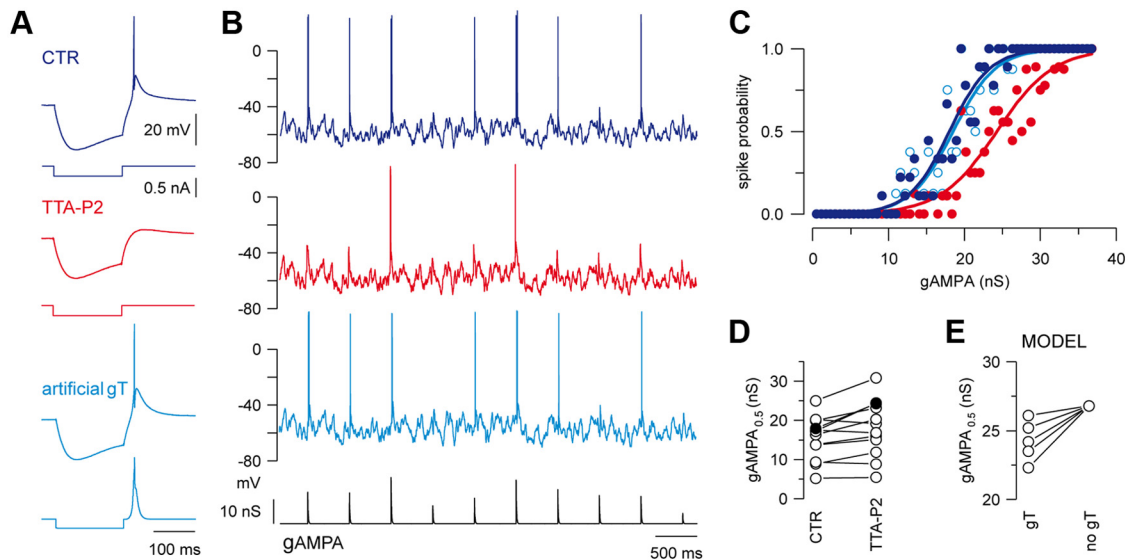 A
CTR
20 mV
0.5 nA
TTA-P2
artificial gT
100 ms
B
0
-40
-80
0
-40
-80
0
-40
-80
mV
10 nS
gAMPA
500 ms
C
spike probability
1.0
0.5
0.0
0 10 20 30 40
gAMPA (nS)
D
gAMPA0.5 (nS)
30
20
10
0
CTR
TTA-P2
E
MODEL
gAMPA0.5 (nS)
30
25
20
gT
no gT